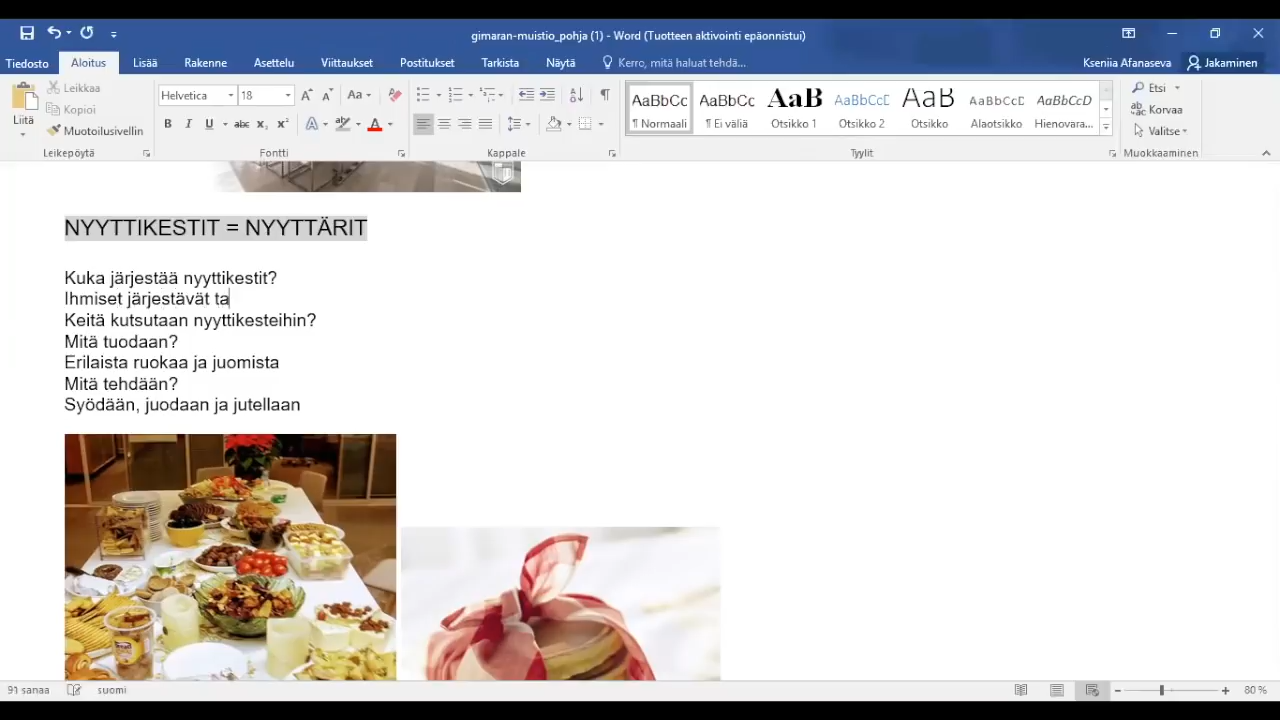 gimaran-muistio_pohja (1) - Word (Tuotteen aktivointi epäonnistui)
Tiedosto Aloitus Lisää Rakenne Asettelu Viittaukset Postitukset Tarkista Näytä Kerro, mitä haluat tehdä... Kseniia Afanaseva Jakaminen
Liitä
Leikkaa
Kopioi
Muotoilusivellin
Leikepöytä
Helvetica 18
Fontti
Kappale
AaBbCc AaBbCc AaB AaBbCcD AaB AaBbCcD AaBbCcD
¶ Normaali ¶ Ei väliä Otsikko 1 Otsikko 2 Otsikko Alaotsikko Hienovara...
Tyylit
Etsi
Korvaa
Valitse
Muokkaaminen
NYYTTIKESTIT = NYYTTÄRIT
Kuka järjestää nyyttikestit?
Ihmiset järjestävät ta
Keitä kutsutaan nyyttikesteihin?
Mitä tuodaan?
Erilaista ruokaa ja juomista
Mitä tehdään?
Syödään, juodaan ja jutellaan
91 sanaa suomi 80 %